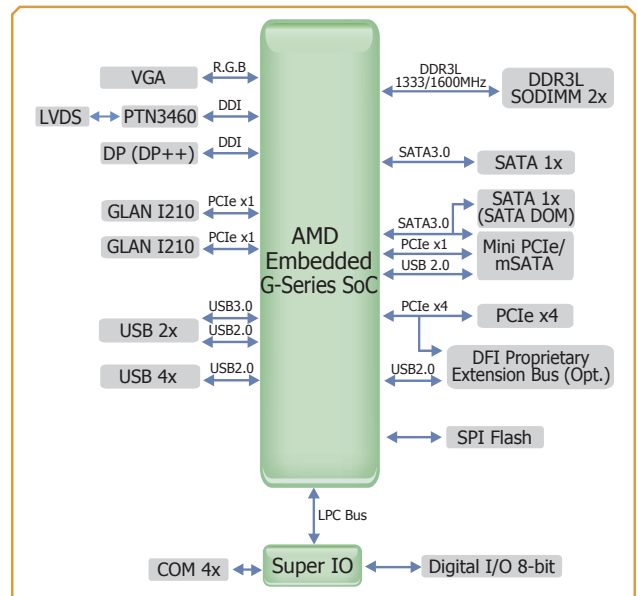 R.G.B
VGA
DDI
LVDS
PTN3460
DDI
DP (DP++)
PCIe x1
GLAN I210
PCIe x1
GLAN I210
USB3.0
USB 2x
USB2.0
USB 4x
USB2.0
AMD
Embedded
G-Series SoC
DDR3L
1333/1600MHz
DDR3L
SODIMM 2x
SATA3.0
SATA 1x
SATA 1x
(SATA DOM)
SATA3.0
PCIe x1
USB 2.0
Mini PCIe/
mSATA
PCIe x4
PCIe x4
DFI Proprietary
Extension Bus (Opt.)
USB2.0
SPI Flash
LPC Bus
COM 4x
Super IO
Digital I/O 8-bit